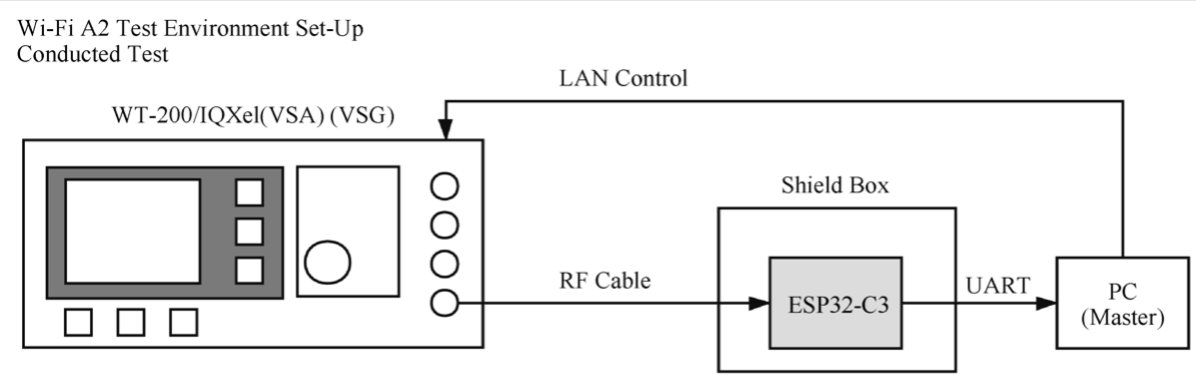 Wi-Fi A2 Test Environment Set-Up
Conducted Test
LAN Control
WT-200/IQXel(VSA) (VSG)
Shield Box
RF Cable
ESP32-C3
UART
PC
(Master)